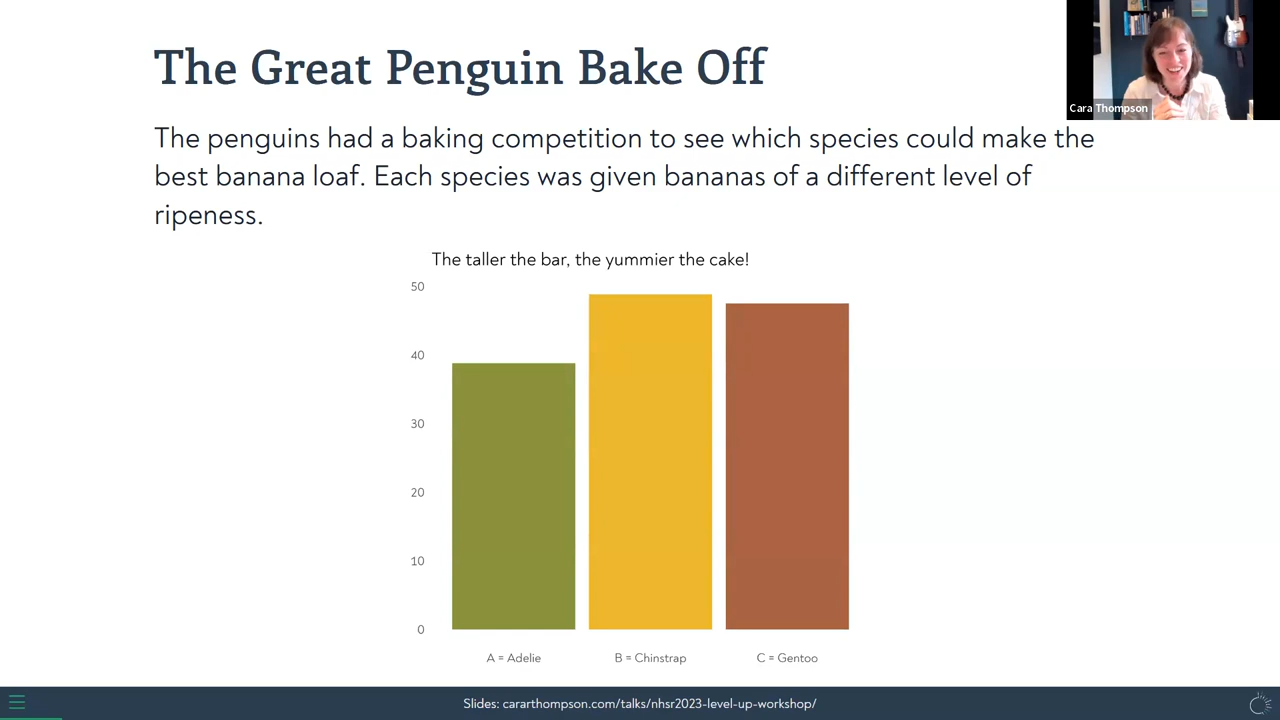 The Great Penguin Bake Off
Cara Thompson
The penguins had a baking competition to see which species could make the
best banana loaf. Each species was given bananas of a different level of
ripeness.
The taller the bar, the yummier the cake!
50
40
30
20
10
0
A = Adelie
B = Chinstrap
C = Gentoo
Slides: cararthompson.com/talks/nhsr2023-level-up-workshop/